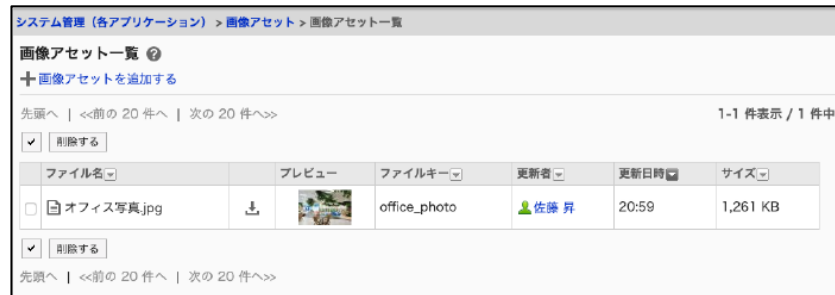 システム管理（各アプリケーション） > 画像アセット > 画像アセット一覧
画像アセット一覧 ?
画像アセットを追加する
先頭へ | <<前の 20 件へ | 次の 20 件へ>>
1-1 件表示 / 1 件中
削除する
ファイル名 プレビュー ファイルキー 更新者 更新日時 サイズ
オフィス写真.jpg office_photo 佐藤 昇 20:59 1,261 KB
削除する
先頭へ | <<前の 20 件へ | 次の 20 件へ>>